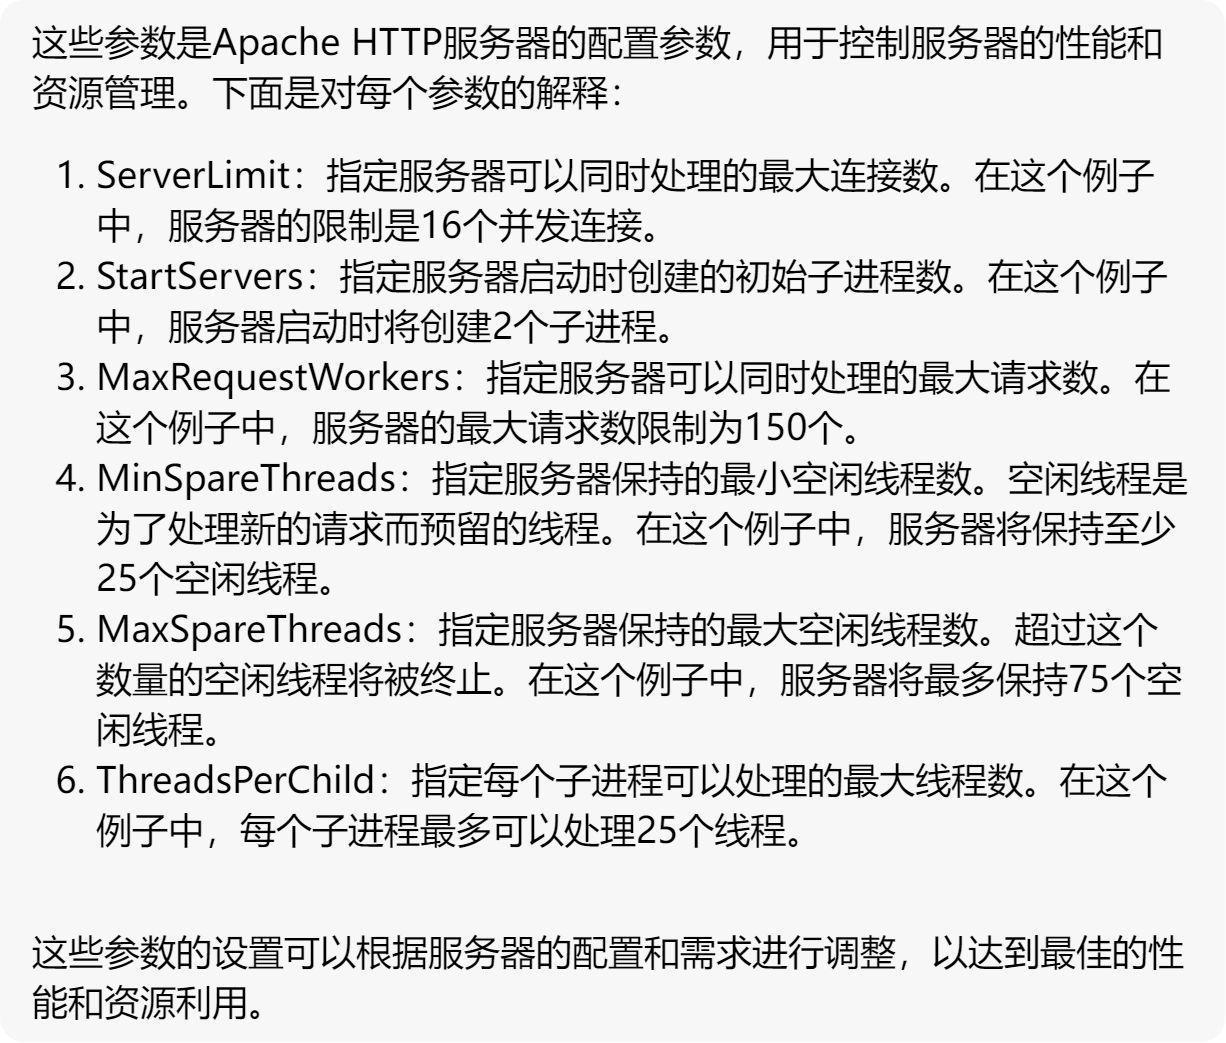 这些参数是Apache HTTP服务器的配置参数，用于控制服务器的性能和
资源管理。下面是对每个参数的解释：
1. ServerLimit：指定服务器可以同时处理的最大连接数。在这个例子
中，服务器的限制是16个并发连接。
2. StartServers：指定服务器启动时创建的初始子进程数。在这个例子
中，服务器启动时将创建2个子进程。
3. MaxRequestWorkers：指定服务器可以同时处理的最大请求数。在
这个例子中，服务器的最大请求数限制为150个。
4. MinSpareThreads：指定服务器保持的最小空闲线程数。空闲线程是
为了处理新的请求而预留的线程。在这个例子中，服务器将保持至少
25个空闲线程。
5. MaxSpareThreads：指定服务器保持的最大空闲线程数。超过这个
数量的空闲线程将被终止。在这个例子中，服务器将最多保持75个空
闲线程。
6. ThreadsPerChild：指定每个子进程可以处理的最大线程数。在这个
例子中，每个子进程最多可以处理25个线程。
这些参数的设置可以根据服务器的配置和需求进行调整，以达到最佳的性
能和资源利用。